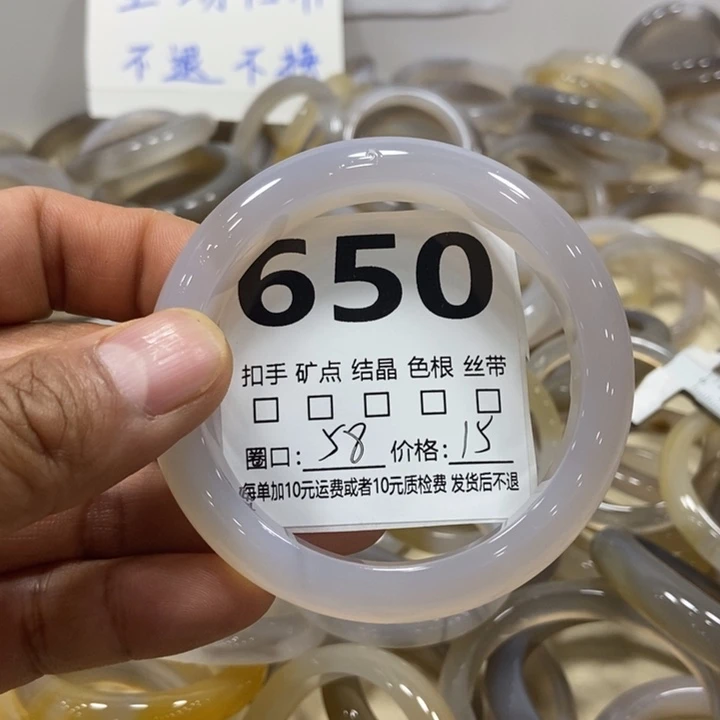 不退 不换
650
扣手 矿点 结晶 色根 丝带
□ □ □ □ □
圈口: 58 价格: 15
每单加10元运费或者10元质检费 发货后不退